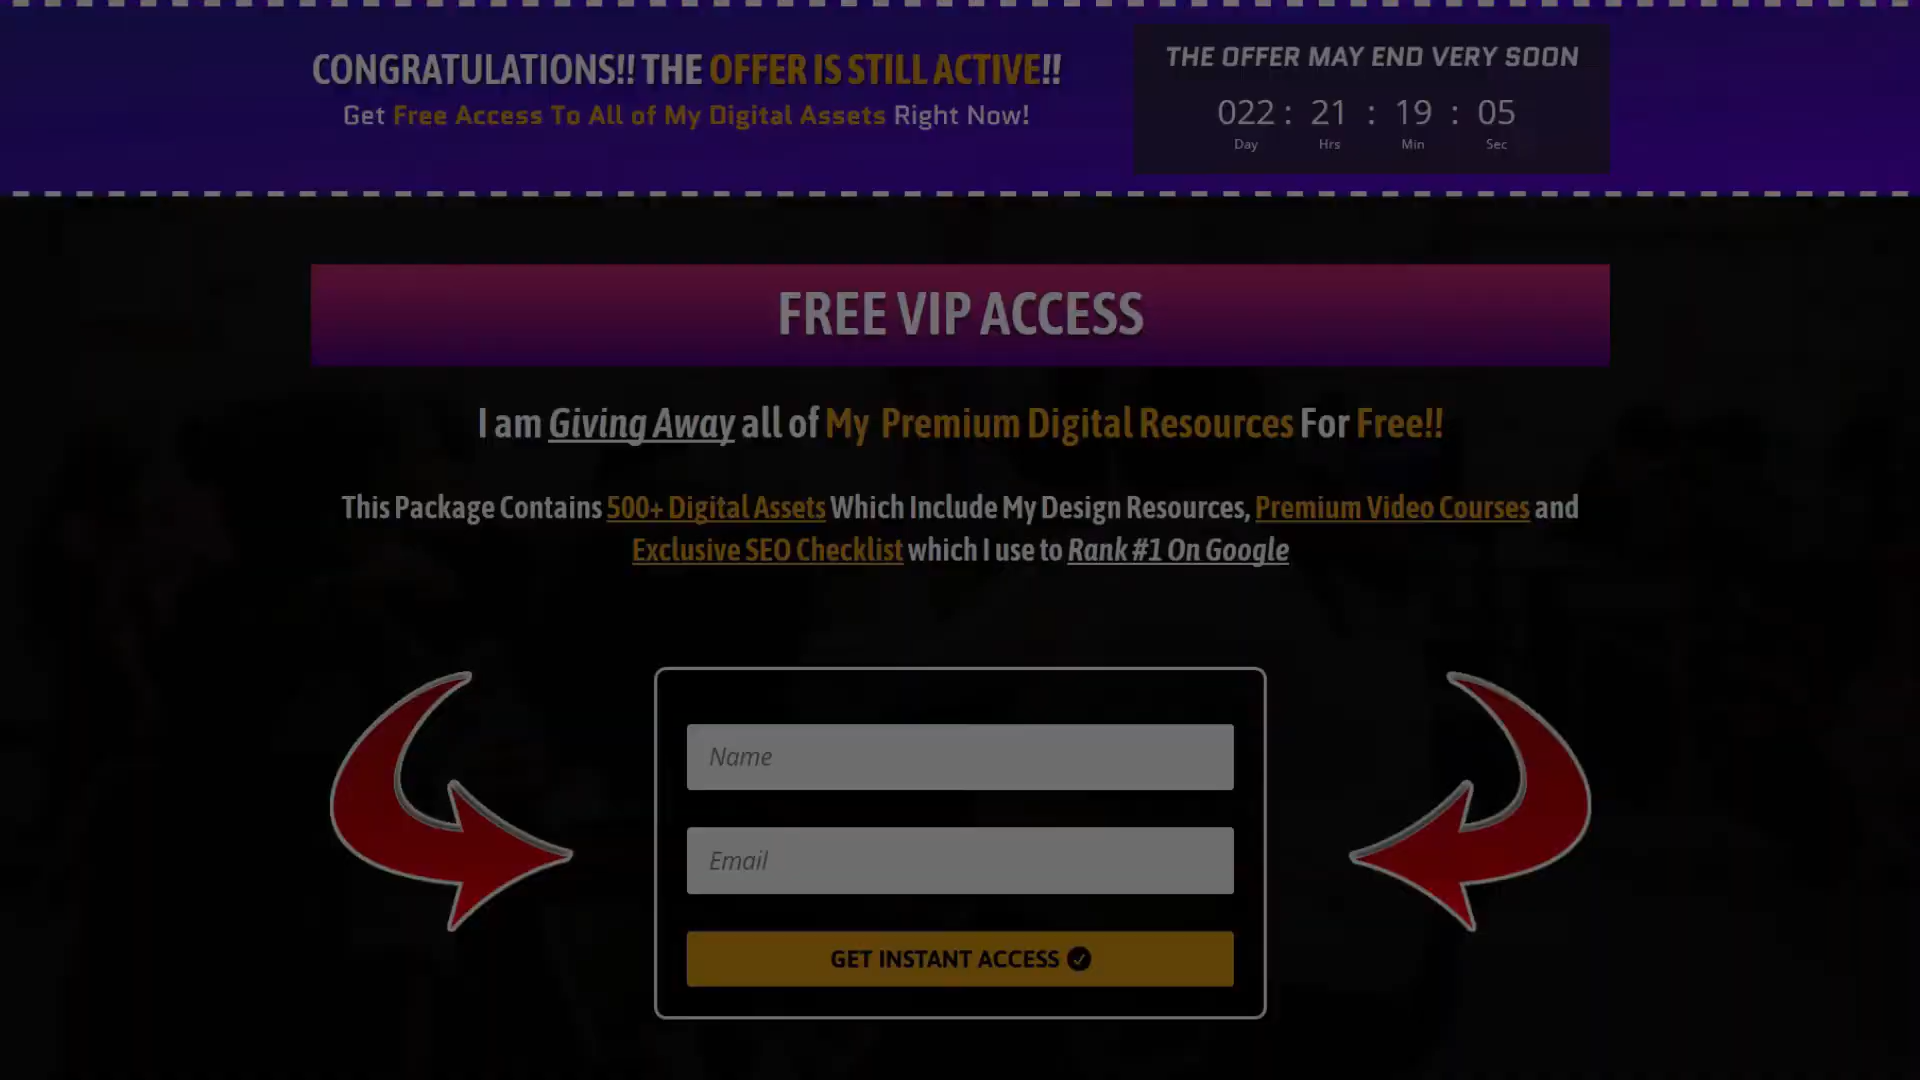 CONGRATULATIONS!! THE OFFER IS STILL ACTIVE!!
Get Free Access To All of My Digital Assets Right Now!
THE OFFER MAY END VERY SOON
022 : 21 : 19 : 05
Day Hrs Min Sec
FREE VIP ACCESS
I am Giving Away all of My Premium Digital Resources For Free!!
This Package Contains 500+ Digital Assets Which Include My Design Resources, Premium Video Courses and
Exclusive SEO Checklist which I use to Rank #1 On Google
Name
Email
GET INSTANT ACCESS